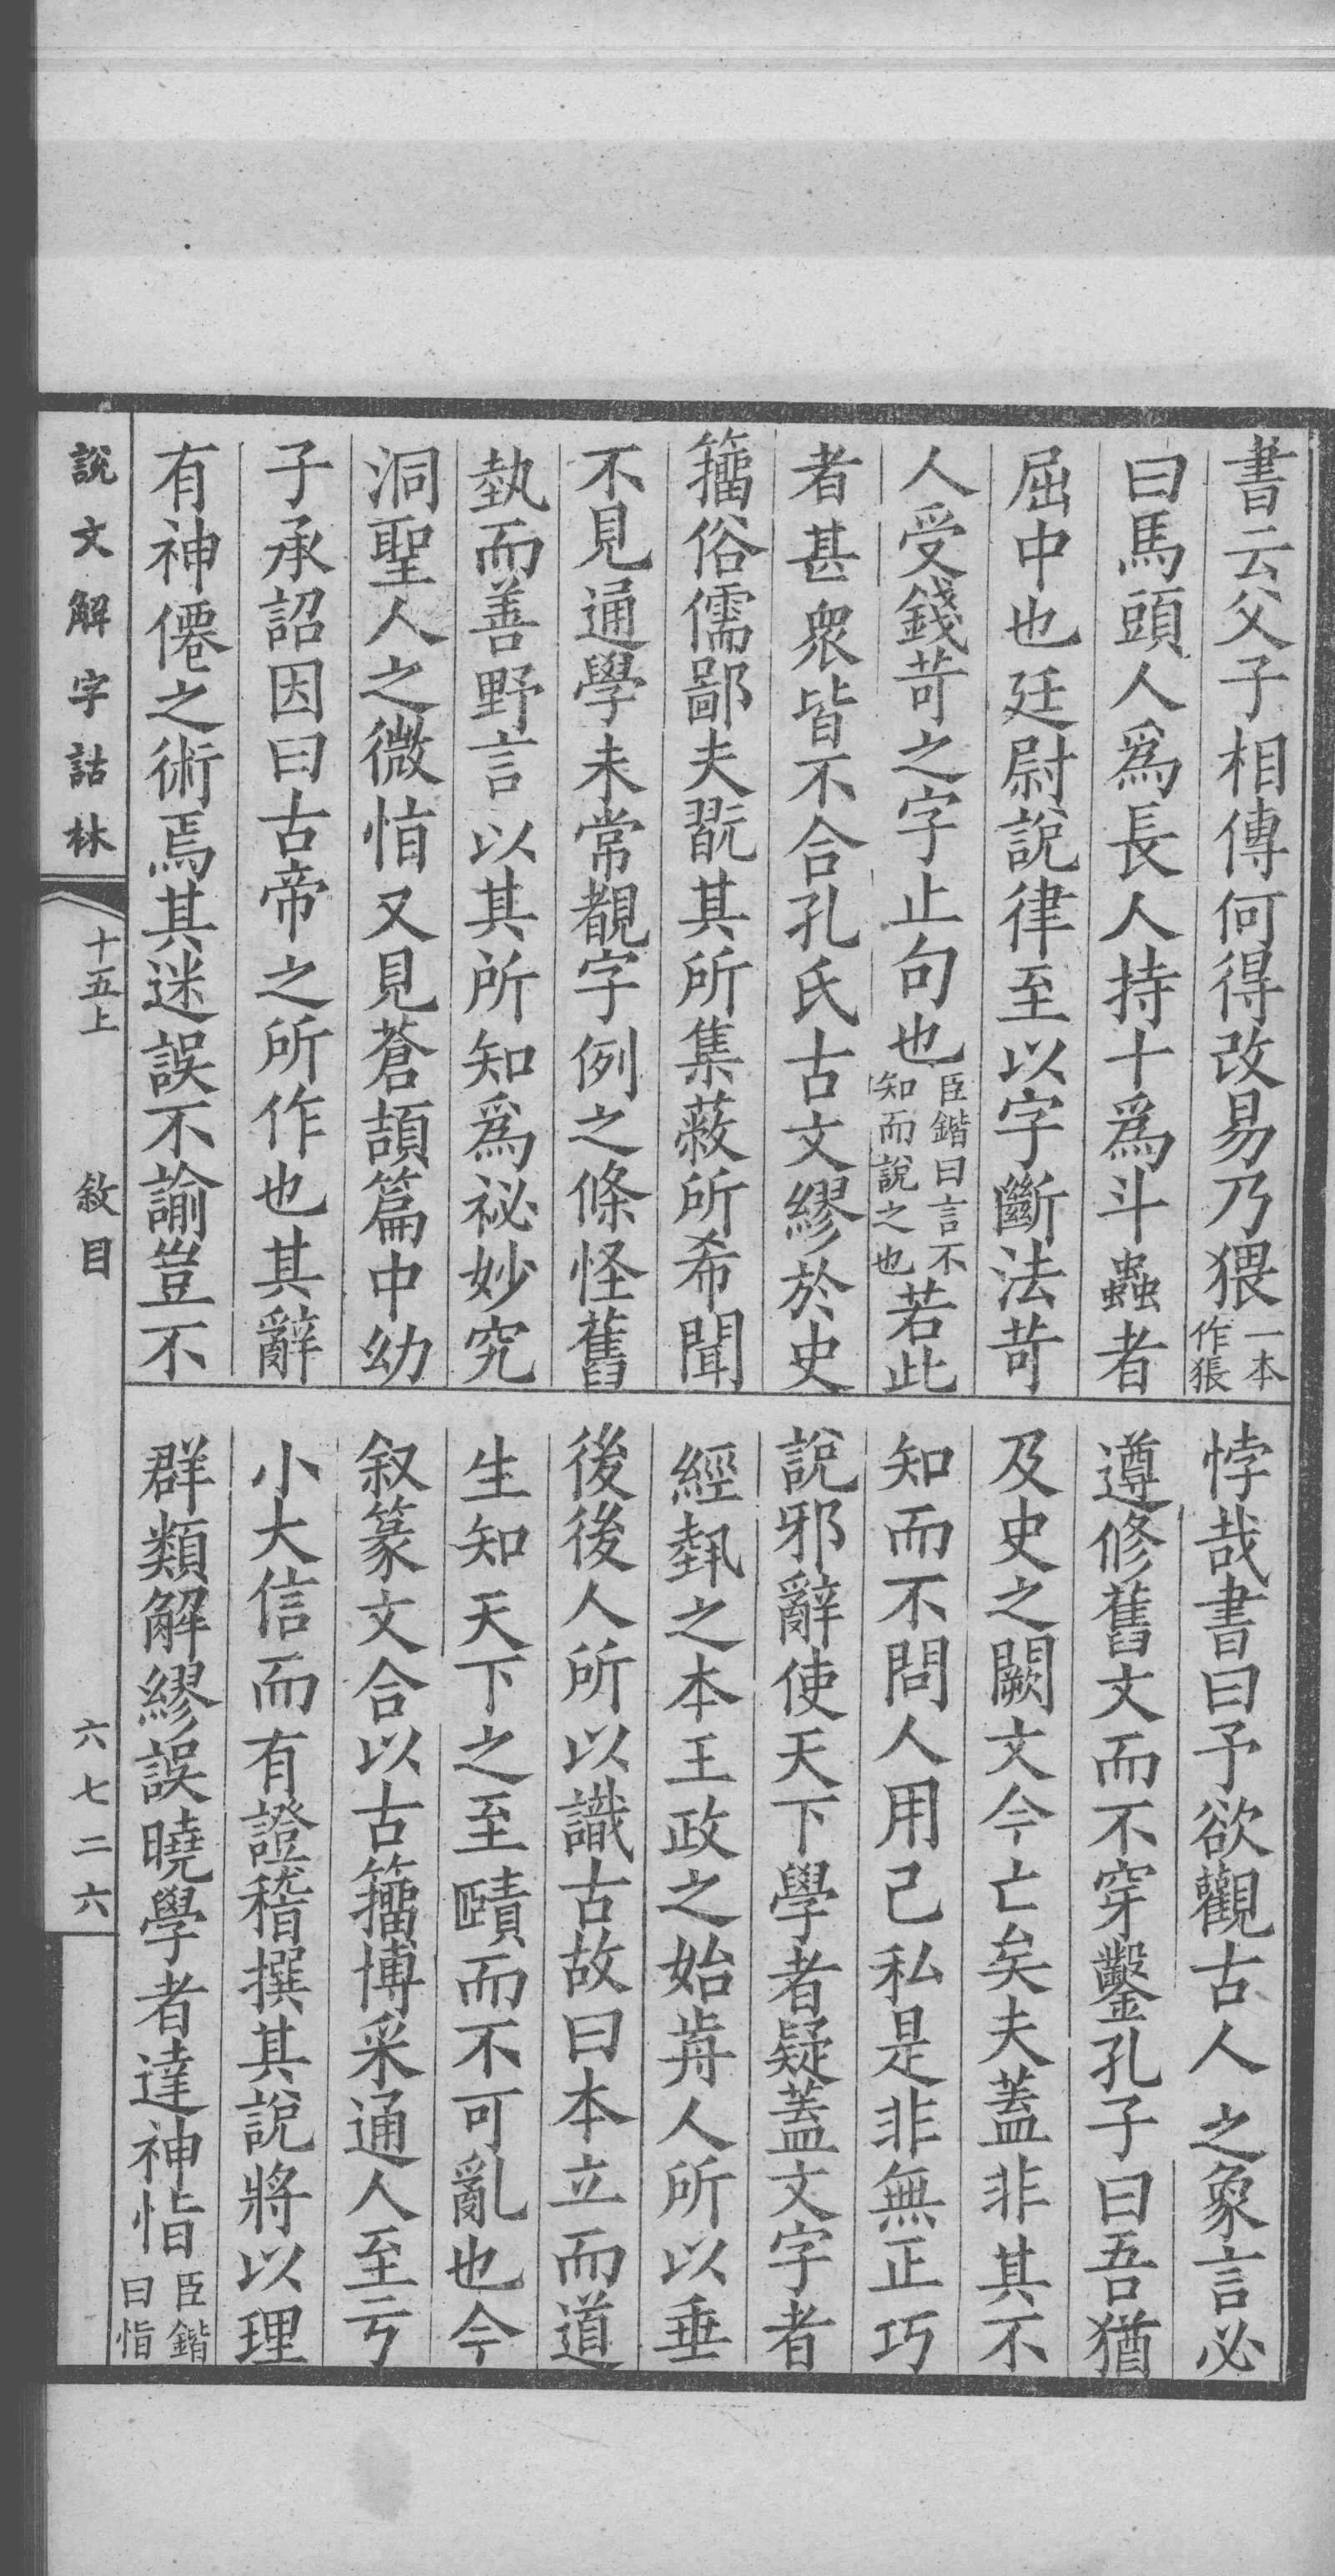 書云父子相傳何得改易乃猥一本作猳
曰馬頭人爲長人持十爲斗蟲者
屈中也廷尉說律至以字斷法苛
人受錢苛之字止句也臣鍇曰言不知而說之也若此
者甚衆皆不合孔氏古文繆於史
籒俗儒鄙夫翫其所集蔽所希聞
不見通學未常覩字例之條怪舊
埶而善野言以其所知爲祕妙究
洞聖人之微恉又見蒼頡篇中幼
子承詔因曰古帝之所作也其辭
有神僊之術焉其迷誤不諭豈不
悖哉書曰予欲觀古人之象言必
遵修舊文而不穿鑿孔子曰吾猶
及史之闕文今亡矣夫蓋非其不
知而不問人用己私是非無正巧
說邪辭使天下學者疑蓋文字者
經埶之本王政之始歬人所以垂
後後人所以識古故曰本立而道
生知天下之至賾而不可亂也今
叙篆文合以古籒博采通人至亏
小大信而有證稽撰其說將以理
群類解繆誤曉學者達神恉臣鍇曰恉
說文解字詁林
十五上
敘目
六七二六